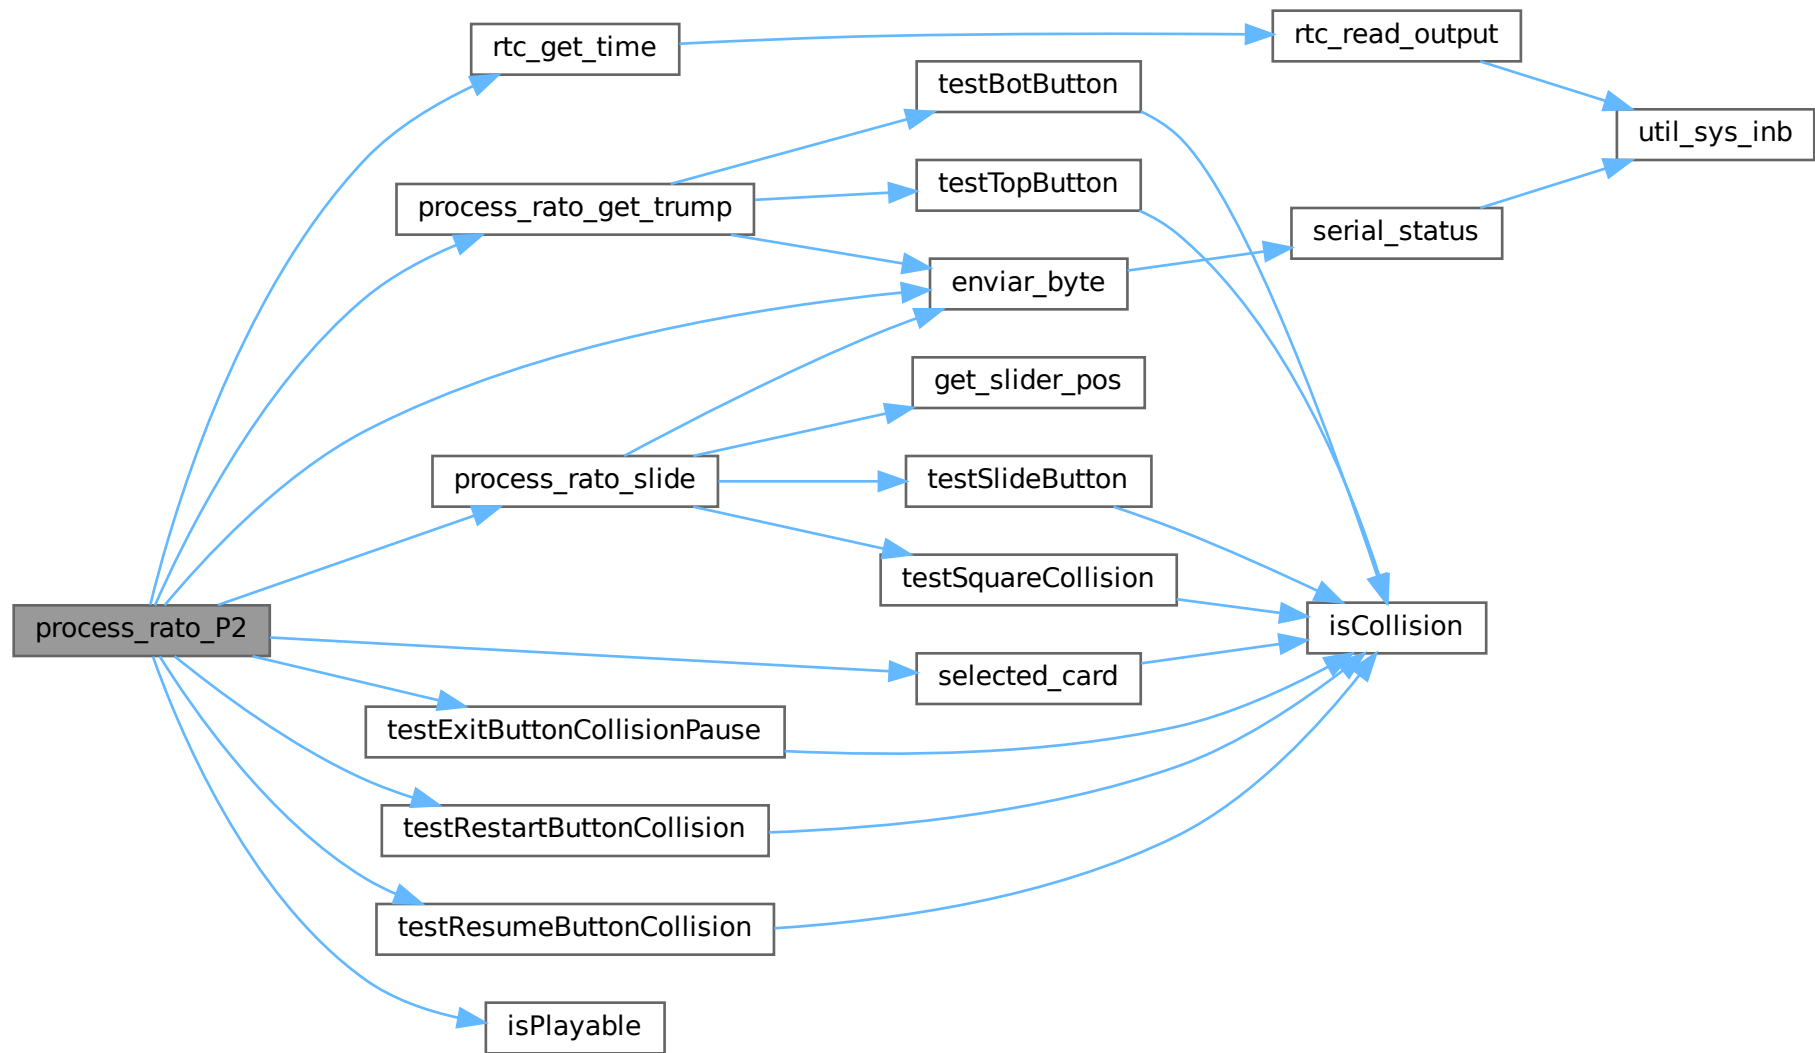 rtc_get_time
rtc_read_output
testBotButton
util_sys_inb
testTopButton
process_rato_get_trump
serial_status
enviar_byte
get_slider_pos
process_rato_slide
testSlideButton
testSquareCollision
process_rato_P2
isCollision
selected_card
testExitButtonCollisionPause
testRestartButtonCollision
testResumeButtonCollision
isPlayable